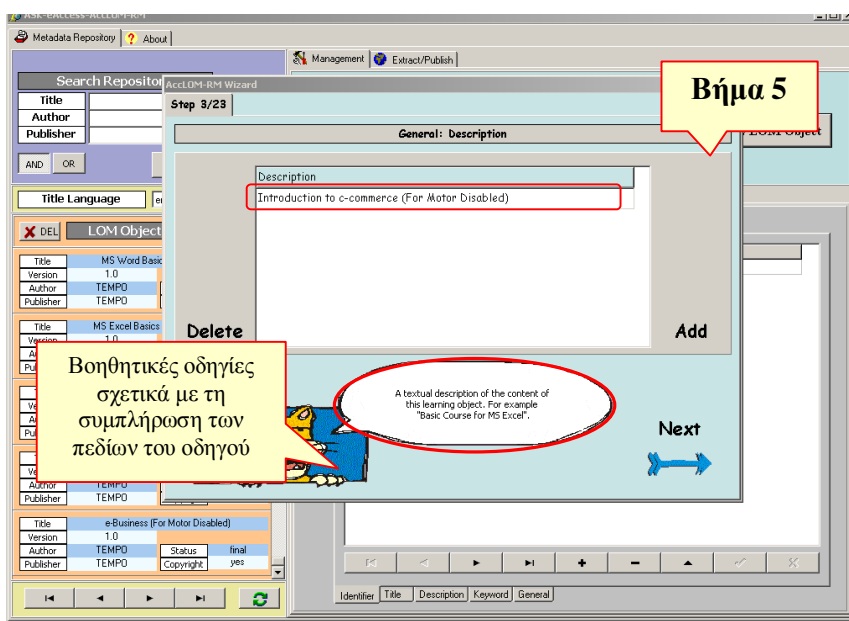 ASK-eAccess-AccLOM-RM
Metadata Repository
About
Management
Extract/Publish
Search Reposito
Title
Author
Publisher
AND
OR
Title Language
DEL
LOM Object
Title
MS Word Basic
Version
1.0
Author
TEMPO
Publisher
TEMPO
Title
MS Excel Basics
Version
1.0
Author
TEMPO
Publisher
TEMPO
Title
e-Business (For Motor Disabled)
Version
1.0
Author
TEMPO
Status
final
Publisher
TEMPO
Copyright
yes
AccLOM-RM Wizard
Step 3/23
General: Description
Description
Introduction to c-commerce (For Motor Disabled)
Delete
Add
A textual description of the content of
this learning object. For example
"Basic Course for MS Excel".
Next
Βήμα 5
LOM Object
Βοηθητικές οδηγίες
σχετικά με τη
συμπλήρωση των
πεδίων του οδηγού
Identifier
Title
Description
Keyword
General